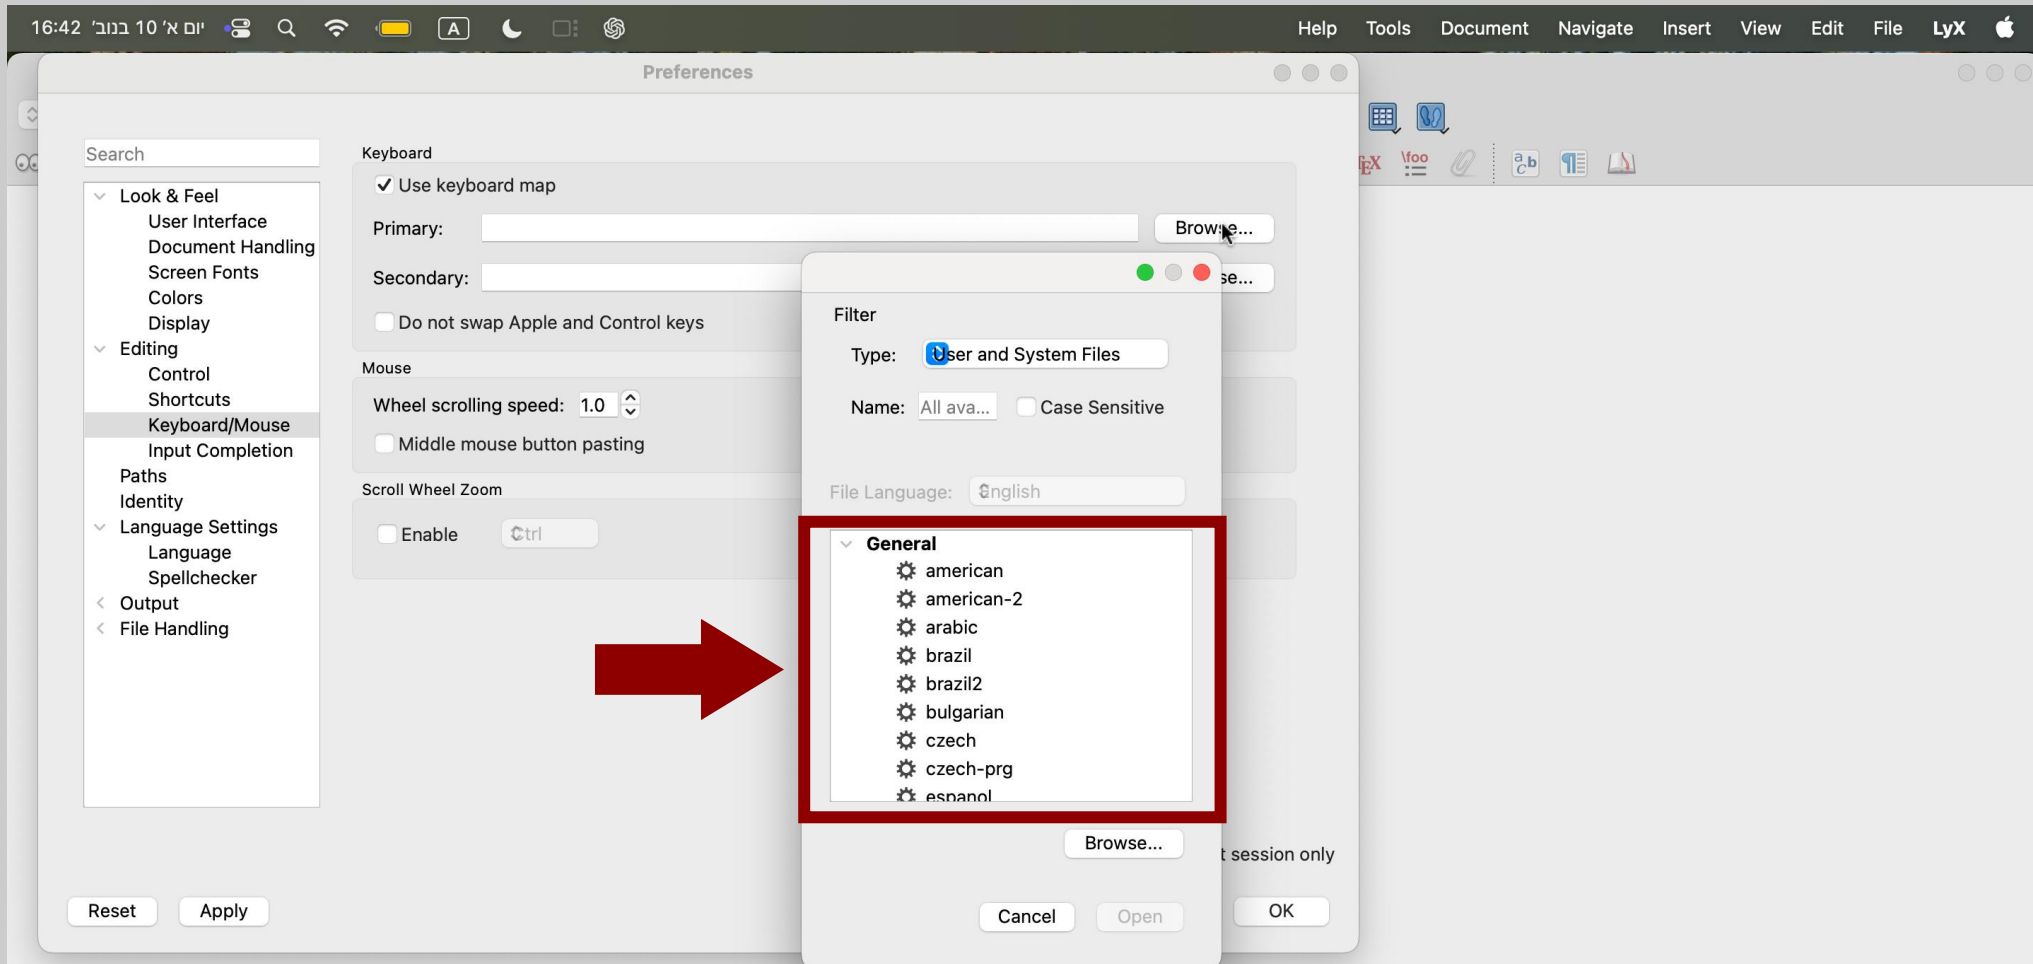 16:42 יום א׳ 10 בנוב׳ A Help Tools Document Navigate Insert View Edit File LyX
Preferences
Search
Look & Feel
User Interface
Document Handling
Screen Fonts
Colors
Display
Editing
Control
Shortcuts
Keyboard/Mouse
Input Completion
Paths
Identity
Language Settings
Language
Spellchecker
Output
File Handling
Keyboard
Use keyboard map
Primary: Browse...
Secondary: se...
Do not swap Apple and Control keys
Mouse
Wheel scrolling speed: 1.0
Middle mouse button pasting
Scroll Wheel Zoom
Enable Ctrl
Filter
Type: User and System Files
Name: All ava... Case Sensitive
File Language: English
General
american
american-2
arabic
brazil
brazil2
bulgarian
czech
czech-prg
espanol
Browse...
t session only
Cancel Open
Reset Apply OK
EX \foo